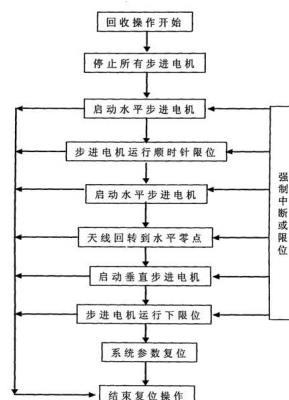 回收操作开始
停止所有步进电机
启动水平步进电机
步进电机运行顺时针限位
启动水平步进电机
天线回转到水平零点
启动垂直步进电机
步进电机运行下限位
系统参数复位
结束复位操作
强制中断或限位